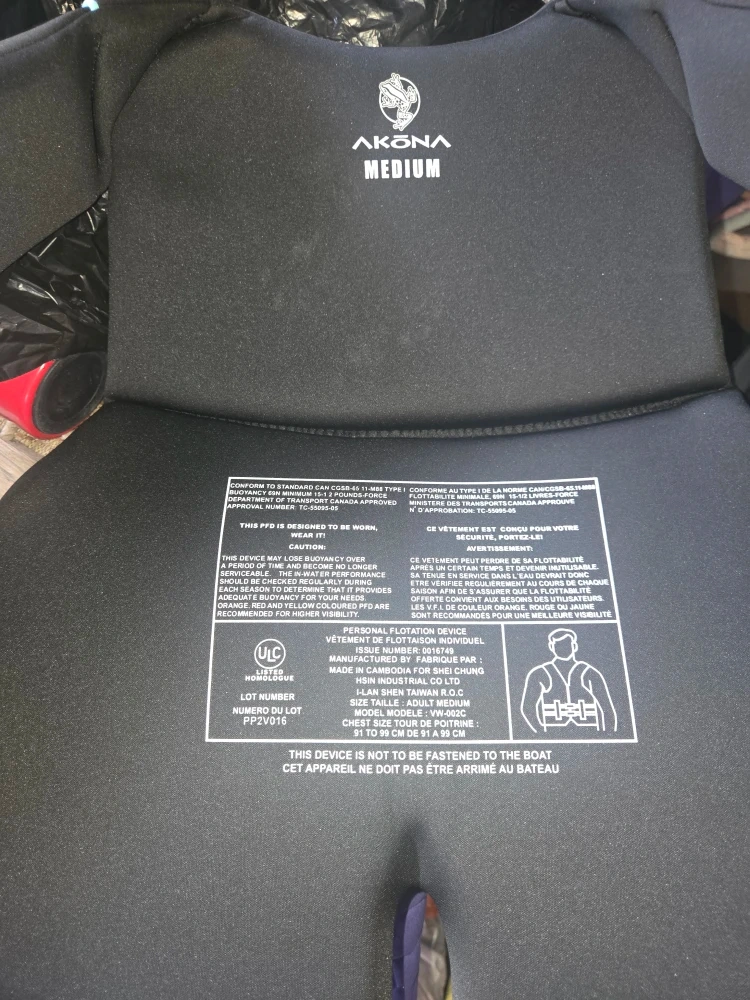 AKōNA
MEDIUM
CONFORM TO STANDARD CAN CGSB-65 11-M88 TYPE I
BUOYANCY 69N MINIMUM 15-1 2 POUNDS-FORCE
DEPARTMENT OF TRANSPORT CANADA APPROVED
APPROVAL NUMBER: TC-55095-05
THIS PFD IS DESIGNED TO BE WORN,
WEAR IT!
CAUTION:
THIS DEVICE MAY LOSE BUOYANCY OVER
A PERIOD OF TIME AND BECOME NO LONGER
SERVICEABLE. THE IN-WATER PERFORMANCE
SHOULD BE CHECKED REGULARLY DURING
EACH SEASON TO DETERMINE THAT IT PROVIDES
ADEQUATE BUOYANCY FOR YOUR NEEDS.
ORANGE, RED AND YELLOW COLOURED PFD ARE
RECOMMENDED FOR HIGHER VISIBILITY.
CONFORME AU TYPE I DE LA NORME CAN/CGSB-65.11-M88
FLOTTABILITE MINIMALE, 69N 15-1/2 LIVRES-FORCE
MINISTERE DES TRANSPORTS CANADA APPROUVE
N° D'APPROBATION: TC-55095-05
CE VÊTEMENT EST CONÇU POUR VOTRE
SÉCURITE, PORTEZ-LE!
AVERTISSEMENT:
CE VETEMENT PEUT PERDRE DE SA FLOTTABILITÉ
APRÈS UN CERTAIN TEMPS ET DEVENIR INUTILISABLE.
SA TENUE EN SERVICE DANS L'EAU DEVRAIT DONC
ETRE VÉRIFIEE REGULIÈREMENT AU COURS DE CHAQUE
SAISON AFIN DE S'ASSURER QUE LA FLOTTABILITÉ
OFFERTE CONVIENT AUX BESOINS DES UTILISATEURS.
LES V.F.I. DE COULEUR ORANGE, ROUGE OU JAUNE
SONT RECOMMANDÉS POUR UNE MEILLEURE VISIBILITÉ
ULC
LISTED
HOMOLOGUE
LOT NUMBER
NUMERO DU LOT
PP2V016
PERSONAL FLOTATION DEVICE
VÊTEMENT DE FLOTTAISON INDIVIDUEL
ISSUE NUMBER: 0016749
MANUFACTURED BY FABRIQUE PAR :
MADE IN CAMBODIA FOR SHEI CHUNG
HSIN INDUSTRIAL CO LTD
I-LAN SHEN TAIWAN R.O.C
SIZE TAILLE : ADULT MEDIUM
MODEL MODELE : VW-002C
CHEST SIZE TOUR DE POITRINE :
91 TO 99 CM DE 91 A 99 CM
THIS DEVICE IS NOT TO BE FASTENED TO THE BOAT
CET APPAREIL NE DOIT PAS ÊTRE ARRIMÉ AU BATEAU